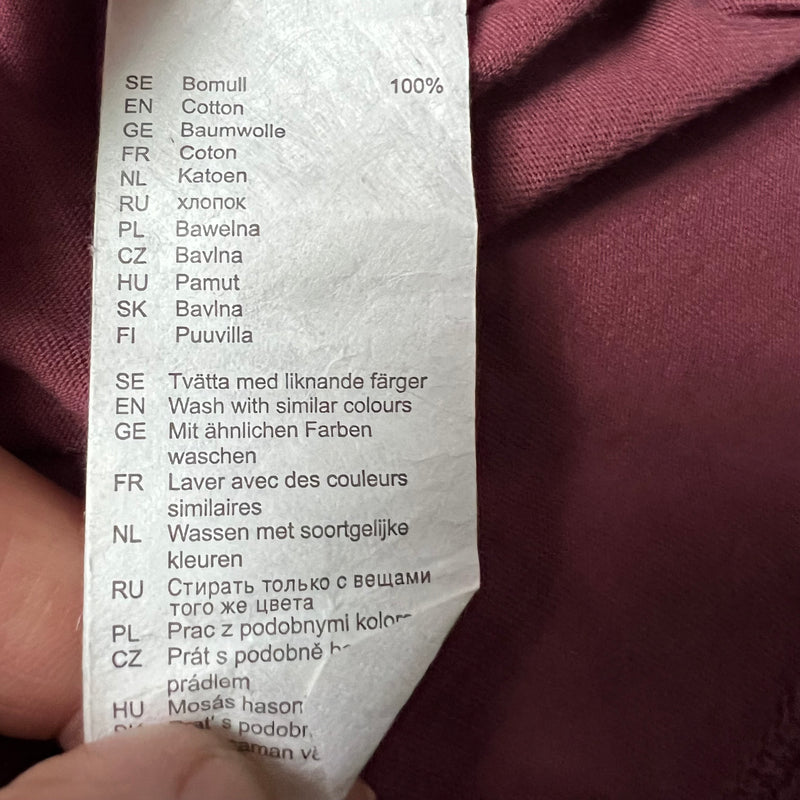 SE Bomull 100%
EN Cotton
GE Baumwolle
FR Coton
NL Katoen
RU хлопок
PL Bawelna
CZ Bavlna
HU Pamut
SK Bavlna
FI Puuvilla
SE Tvätta med liknande färger
EN Wash with similar colours
GE Mit ähnlichen Farben
waschen
FR Laver avec des couleurs
similaires
NL Wassen met soortgelijke
kleuren
RU Стирать только с вещами
того же цвета
PL Prac z podobnymi
CZ Prát s podobně
prádlem
HU Mosás
s